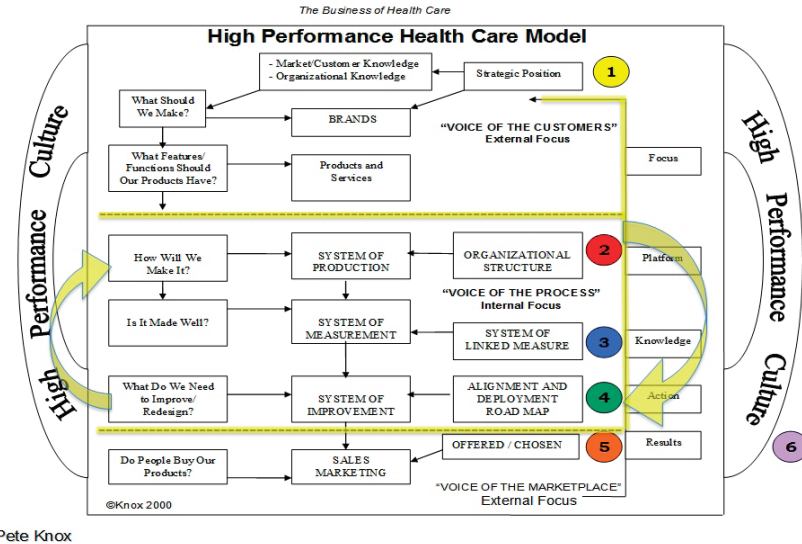 The Business of Health Care
High Performance Health Care Model
- Market/Customer Knowledge
- Organizational Knowledge
Strategic Position
1
What Should
We Make?
BRANDS
"VOICE OF THE CUSTOMERS"
External Focus
What Features/
Functions Should
Our Products Have?
Products and
Services
Focus
How Will We
Make It?
SYSTEM OF
PRODUCTION
ORGANIZATIONAL
STRUCTURE
2
Platform
"VOICE OF THE PROCESS"
Internal Focus
Is It Made Well?
SYSTEM OF
MEASUREMENT
SYSTEM OF
LINKED MEASURE
3
Knowledge
What Do We Need
to Improve/
Redesign?
SYSTEM OF
IMPROVEMENT
ALIGNMENT AND
DEPLOYMENT
ROAD MAP
4
Action
Do People Buy Our
Products?
SALES
MARKETING
OFFERED / CHOSEN
5
Results
"VOICE OF THE MARKETPLACE"
External Focus
©Knox 2000
High Performance Culture
High Performance Culture
6
Pete Knox